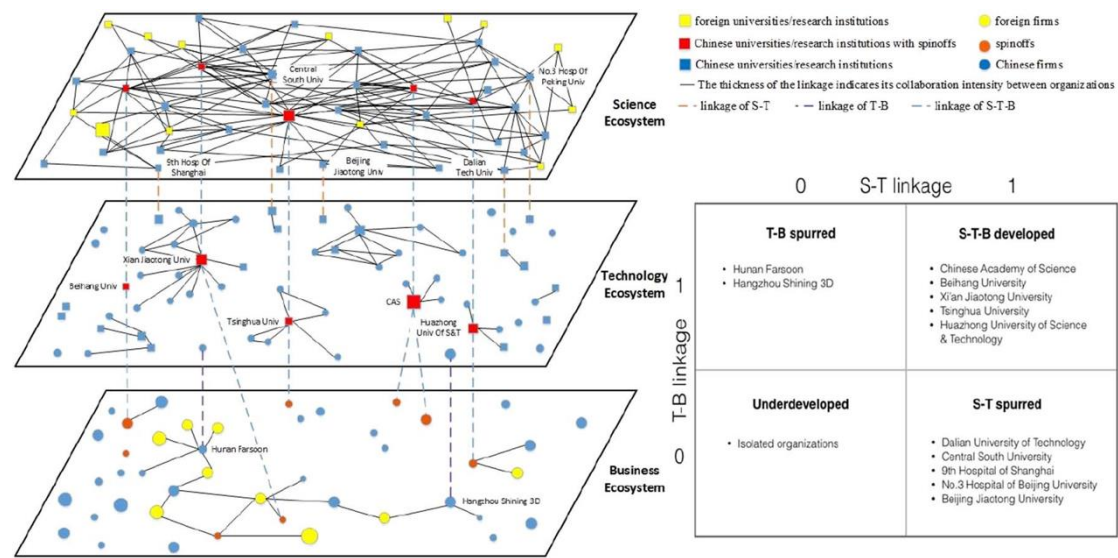 foreign universities/research institutions
foreign firms
Chinese universities/research institutions with spinoffs
spinoffs
Chinese universities/research institutions
Chinese firms
The thickness of the linkage indicates its collaboration intensity between organizations
linkage of S-T
linkage of T-B
linkage of S-T-B
Central
South Univ
No.3 Hosp Of
Peking Univ
Science
Ecosystem
9th Hosp Of
Shanghai
Beijing
Jiaotong Univ
Dalian
Tech Univ
Xian Jiaotong Univ
Beihang Univ
Tsinghua Univ
CAS
Huazhong
Univ Of S&T
Technology
Ecosystem
Hunan Farsoon
Hangzhou Shining 3D
Business
Ecosystem
0 S-T linkage 1
T-B linkage
1
0
T-B spurred
• Hunan Farsoon
• Hangzhou Shining 3D
S-T-B developed
• Chinese Academy of Science
• Beihang University
• Xi'an Jiaotong University
• Tsinghua University
• Huazhong University of Science
& Technology
Underdeveloped
• Isolated organizations
S-T spurred
• Dalian University of Technology
• Central South University
• 9th Hospital of Shanghai
• No.3 Hospital of Beijing University
• Beijing Jiaotong University